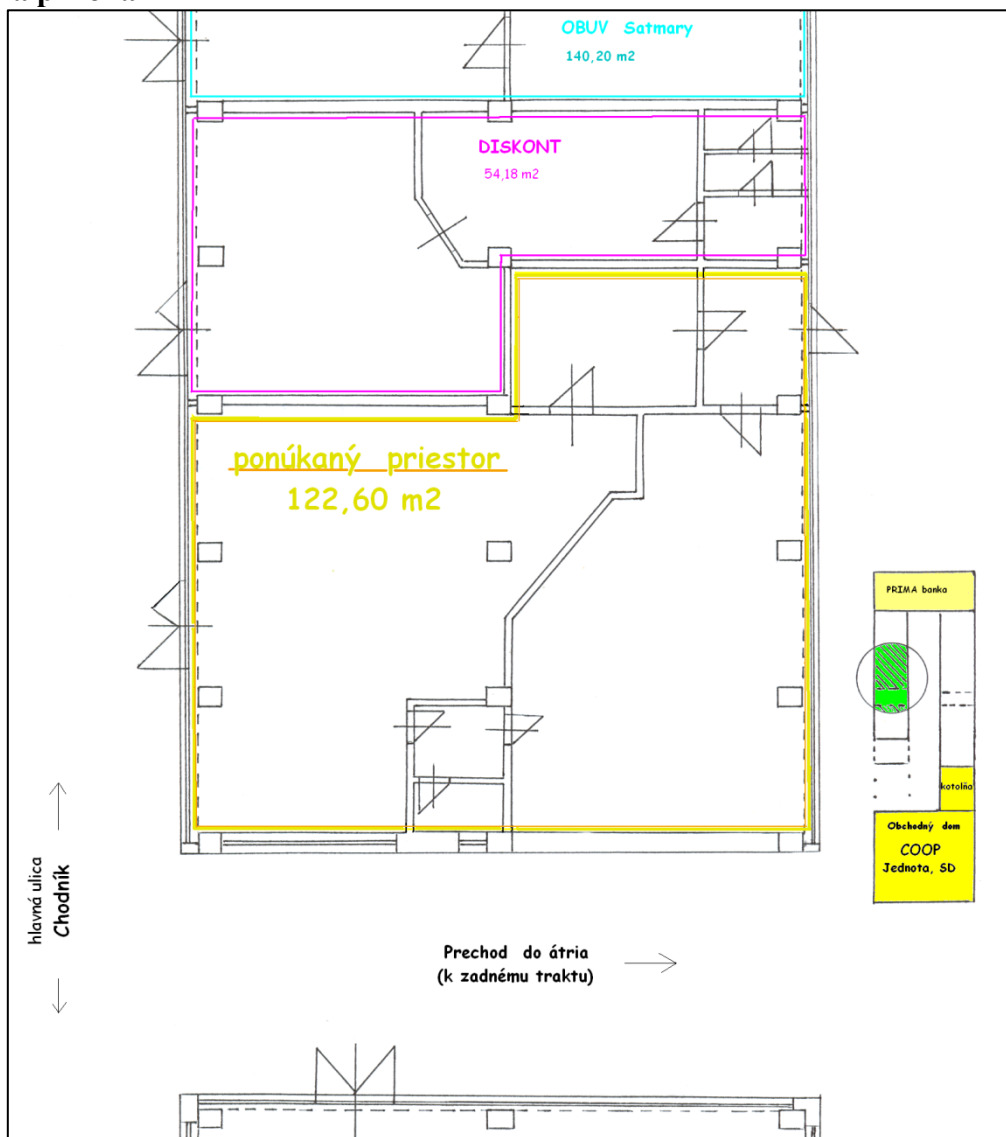 OBUV Satmary
140,20 m2
DISKONT
54,18 m2
ponúkaný priestor
122,60 m2
PRIMA banka
kotolňa
Obchodný dom
COOP
Jednota, SD
hlavná ulica
Chodník
Prechod do átria
(k zadnému traktu)